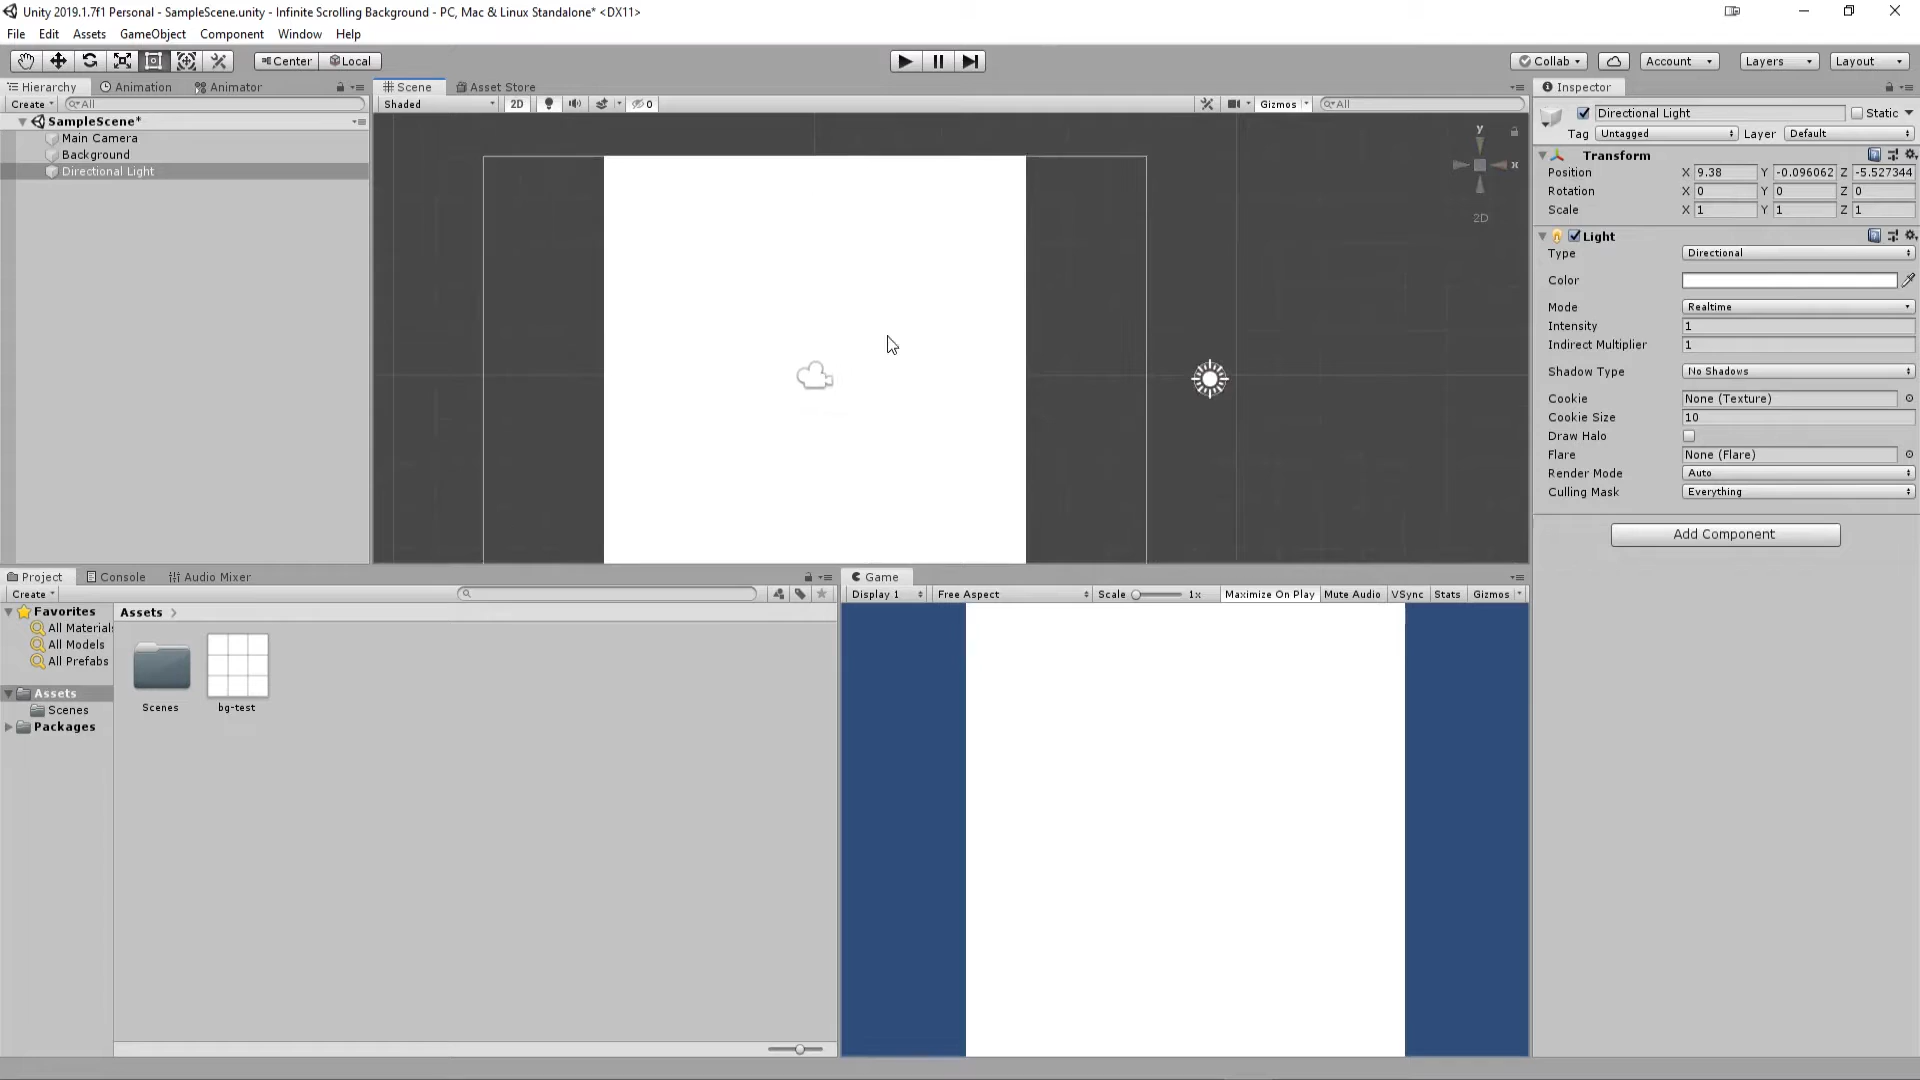 Unity 2019.1.7f1 Personal - SampleScene.unity - Infinite Scrolling Background - PC, Mac & Linux Standalone* <DX11>
File Edit Assets GameObject Component Window Help
Center Local Collab Account Layers Layout
Hierarchy Animation Animator Scene Asset Store Inspector
Create All Shaded 2D 0 Gizmos All
SampleScene*
Main Camera
Background
Directional Light
y
x
2D
Directional Light Static
Tag Untagged Layer Default
Transform
Position X 9.38 Y -0.096062 Z -5.527344
Rotation X 0 Y 0 Z 0
Scale X 1 Y 1 Z 1
Light
Type Directional
Color
Mode Realtime
Intensity 1
Indirect Multiplier 1
Shadow Type No Shadows
Cookie None (Texture)
Cookie Size 10
Draw Halo
Flare None (Flare)
Render Mode Auto
Culling Mask Everything
Add Component
Project Console Audio Mixer Game
Create Display 1 Free Aspect Scale 1x Maximize On Play Mute Audio VSync Stats Gizmos
Favorites Assets
All Materials
All Models
All Prefabs
Assets
Scenes
Packages
Scenes bg-test